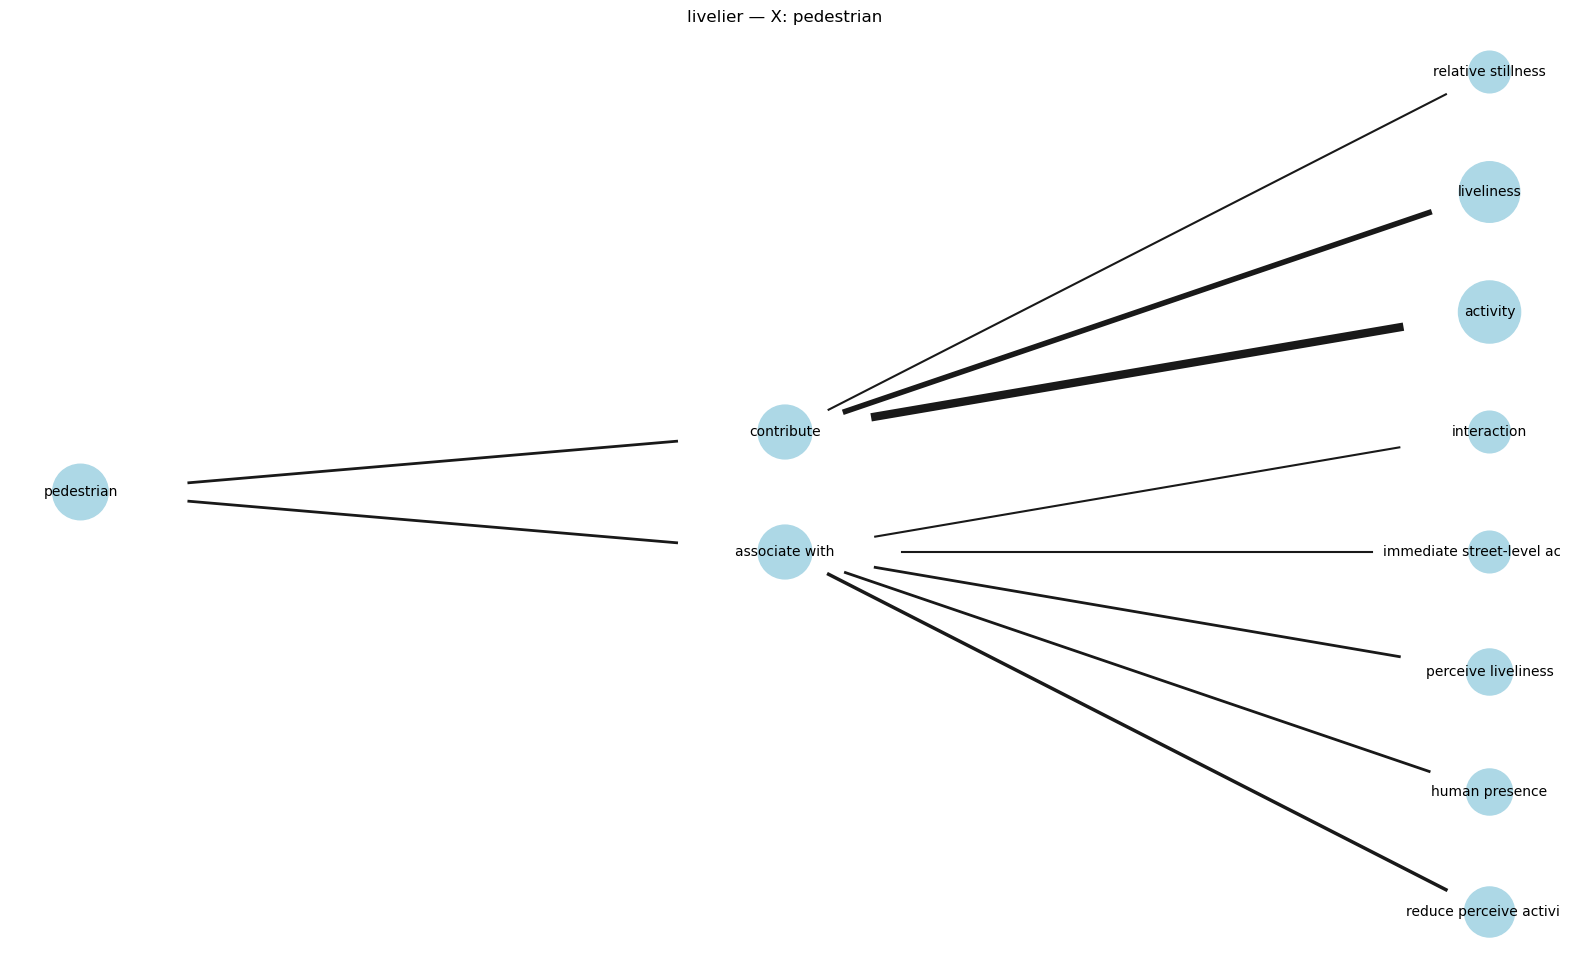 livelier — X: pedestrian
relative stillness
liveliness
activity
contribute
interaction
pedestrian
associate with
immediate street-level ac
perceive liveliness
human presence
reduce perceive activi